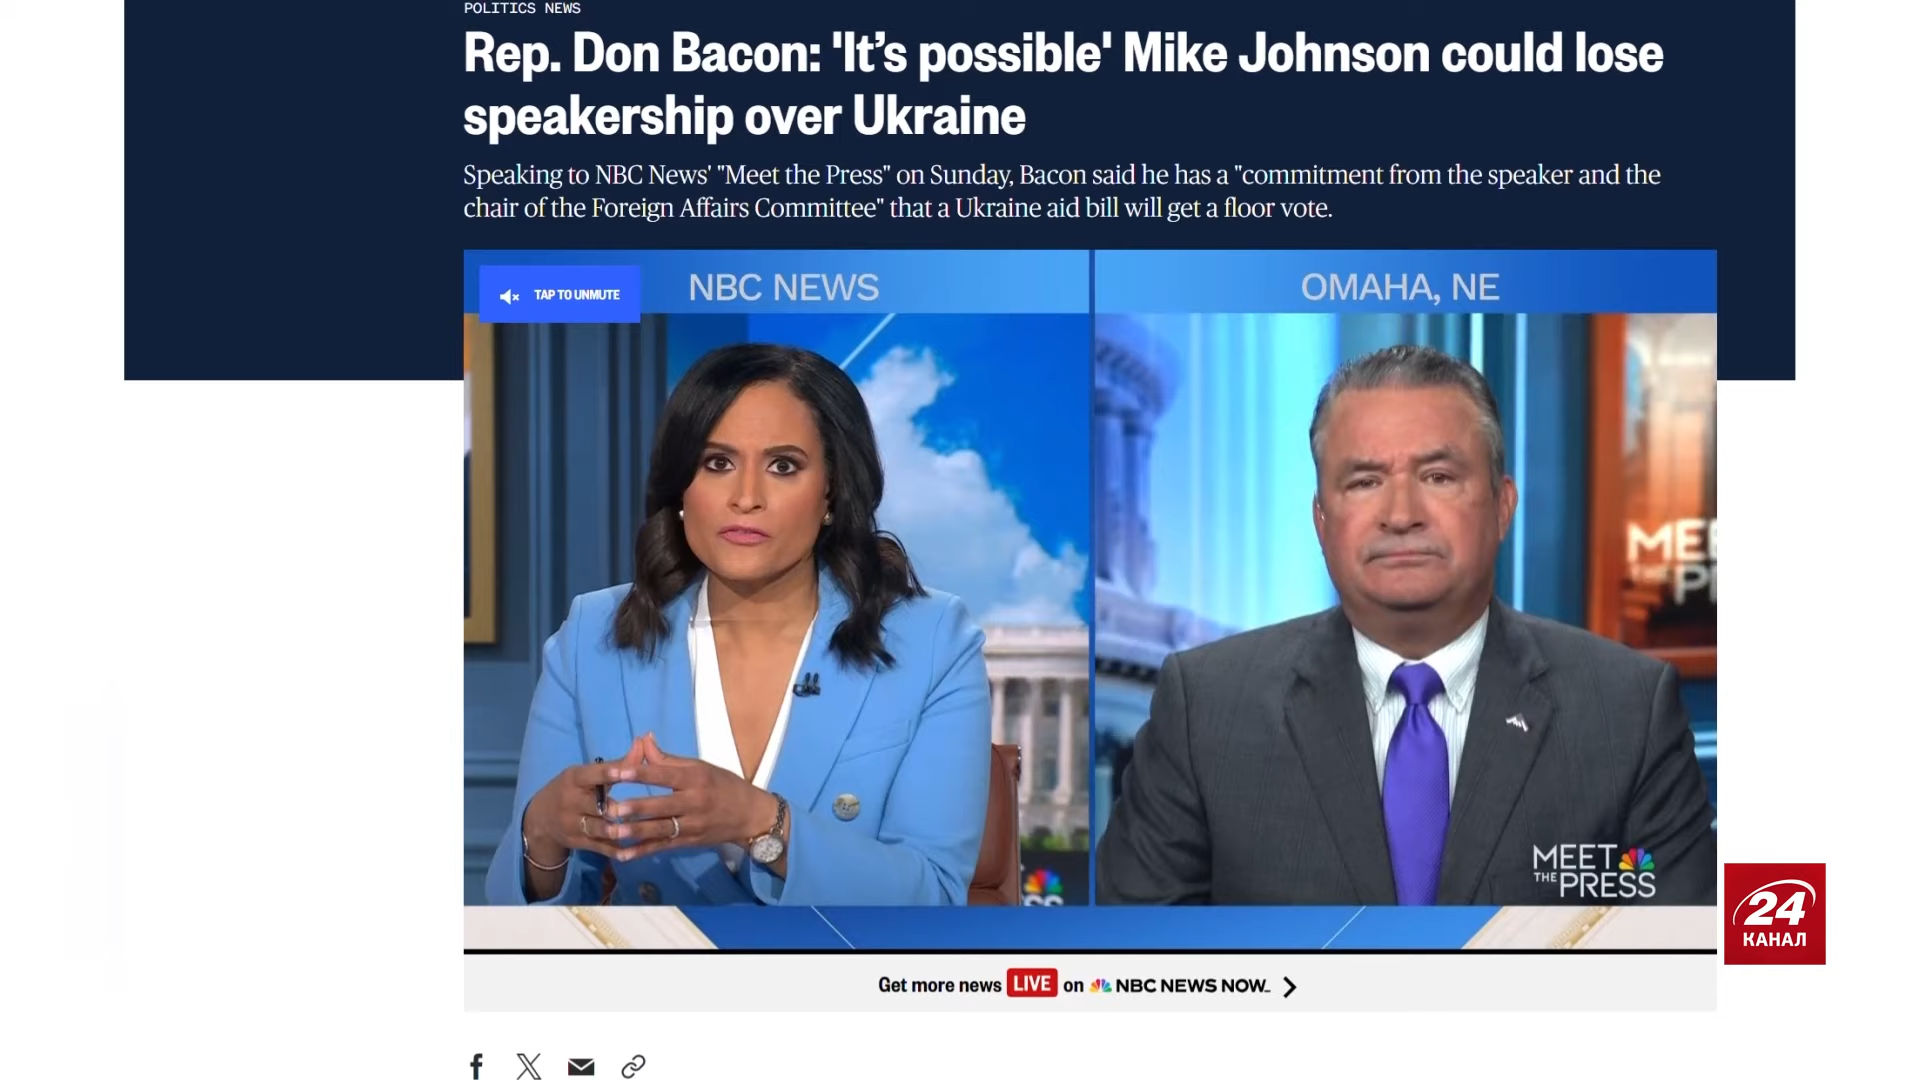 POLITICS NEWS
Rep. Don Bacon: 'It’s possible' Mike Johnson could lose
speakership over Ukraine
Speaking to NBC News' "Meet the Press" on Sunday, Bacon said he has a "commitment from the speaker and the
chair of the Foreign Affairs Committee" that a Ukraine aid bill will get a floor vote.
TAP TO UNMUTE
NBC NEWS
OMAHA, NE
MEET
THE PRESS
24
КАНАЛ
Get more news LIVE on NBC NEWS NOW